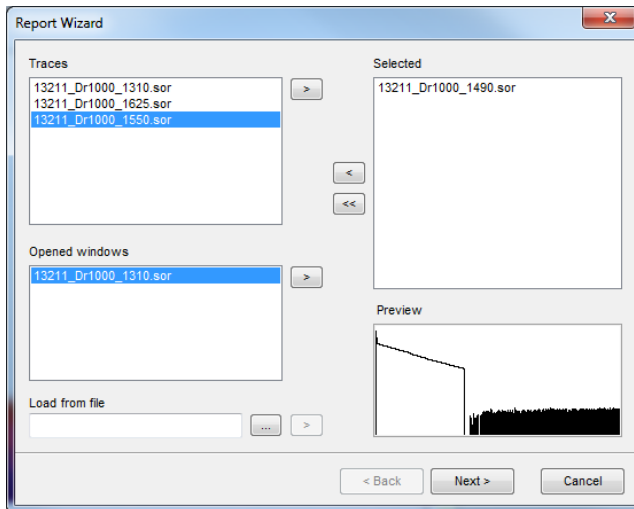 Report Wizard
X
Traces
13211_Dr1000_1310.sor
13211_Dr1000_1625.sor
13211_Dr1000_1550.sor
>
Selected
13211_Dr1000_1490.sor
<
<<
Opened windows
13211_Dr1000_1310.sor
>
Preview
Load from file
...
>
< Back
Next >
Cancel